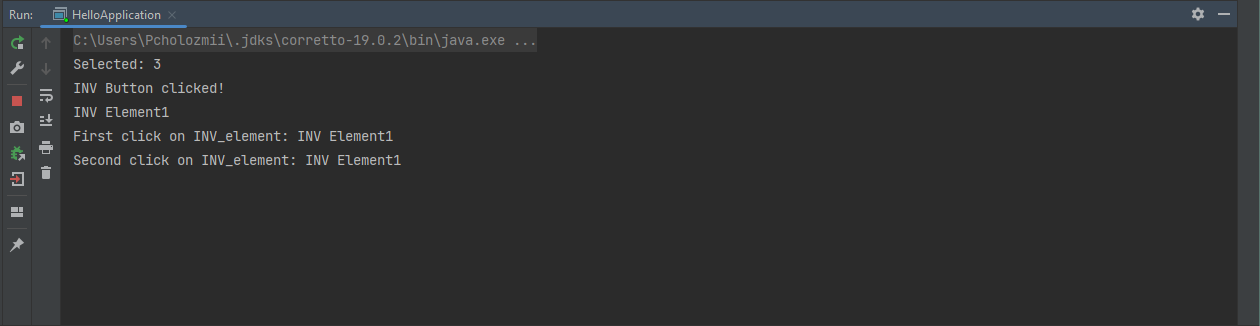 Run: HelloApplication
C:\Users\Pcholozmii\.jdks\corretto-19.0.2\bin\java.exe ...
Selected: 3
INV Button clicked!
INV Element1
First click on INV_element: INV Element1
Second click on INV_element: INV Element1